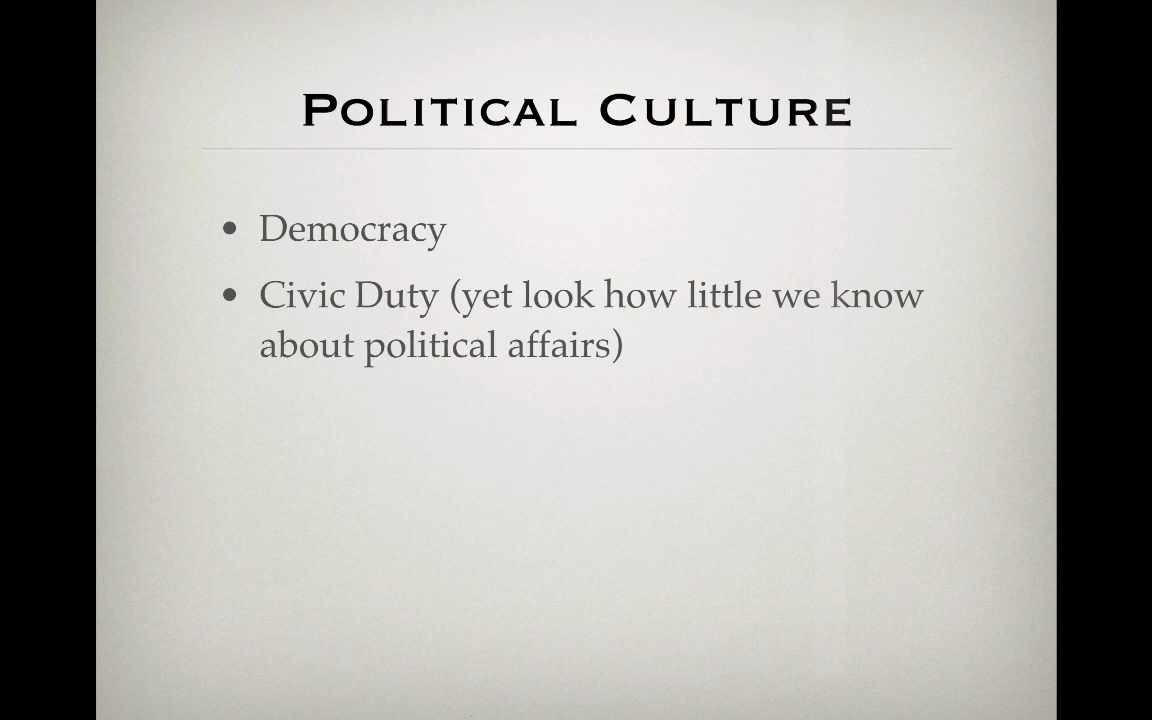 Political Culture
• Democracy
• Civic Duty (yet look how little we know
about political affairs)